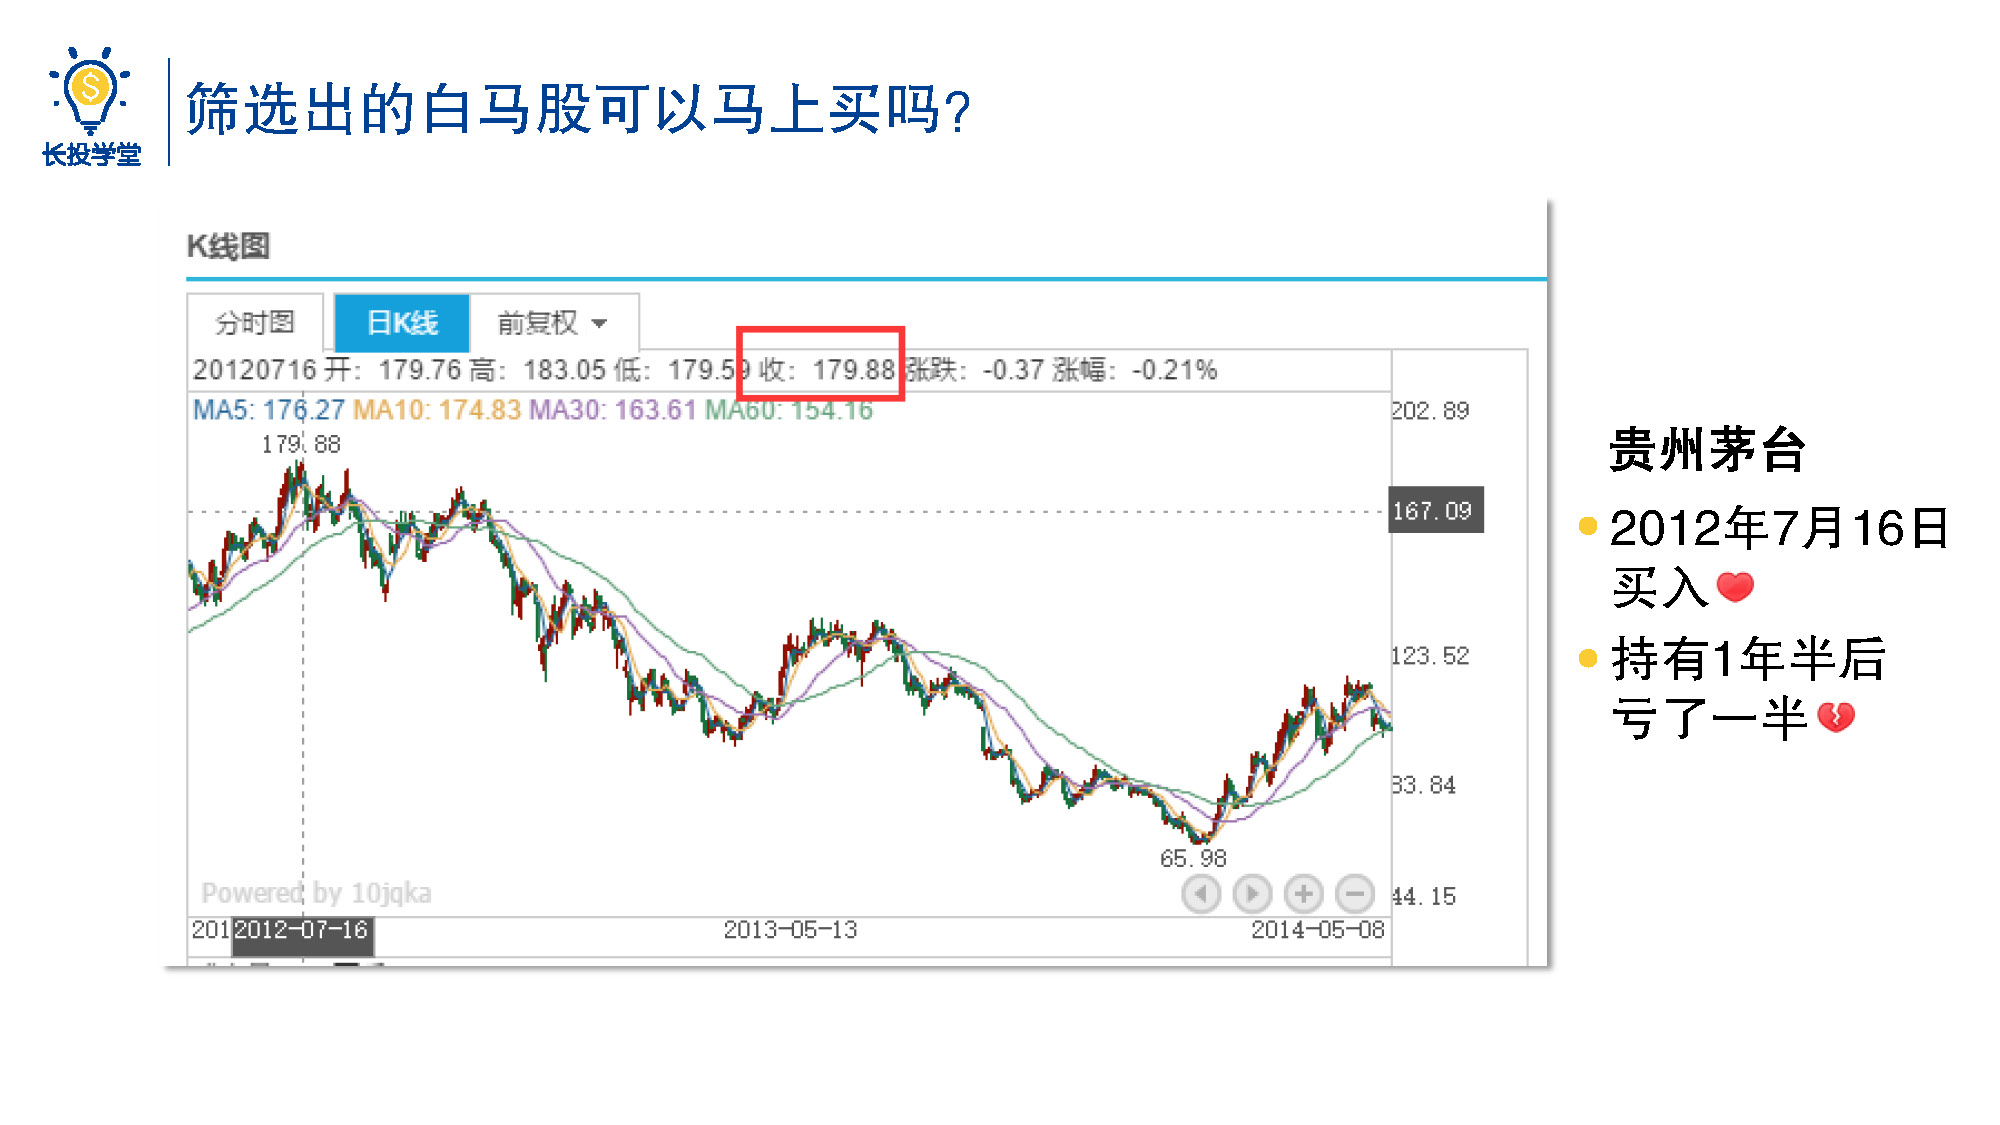 长投学堂
筛选出的白马股可以马上买吗?
K线图
分时图 日K线 前复权
20120716 开：179.76 高：183.05 低：179.59 收：179.88 涨跌：-0.37 涨幅：-0.21%
MA5: 176.27 MA10: 174.83 MA30: 163.61 MA60: 154.16
202.89
179.88
167.09
123.52
83.84
65.98
44.15
Powered by 10jqka
201 2012-07-16 2013-05-13 2014-05-08
贵州茅台
2012年7月16日
买入
持有1年半后
亏了一半